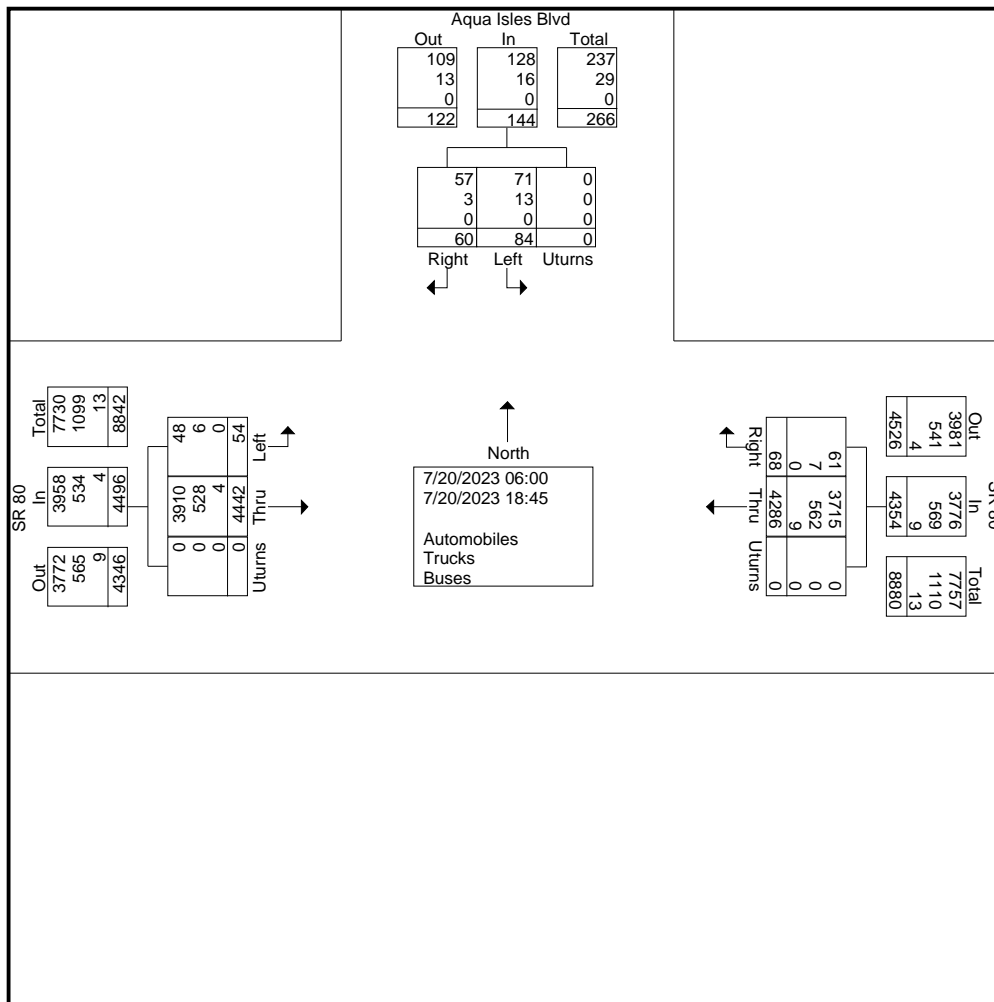 Aqua Isles Blvd
Out In Total
109 128 237
13 16 29
0 0 0
122 144 266
57 71 0
3 13 0
0 0 0
60 84 0
Right Left Uturns
SR 80
Total In Out
7730 3958 3772
1099 534 565
13 4 9
8842 4496 4346
Left Thru Uturns
48 3910 0
6 528 0
0 4 0
54 4442 0
North
7/20/2023 06:00
7/20/2023 18:45
Automobiles
Trucks
Buses
Right Thru Uturns
61 3715 0
7 562 0
0 9 0
68 4286 0
Out In Total
3981 3776 7757
541 569 1110
4 9 13
4526 4354 8880